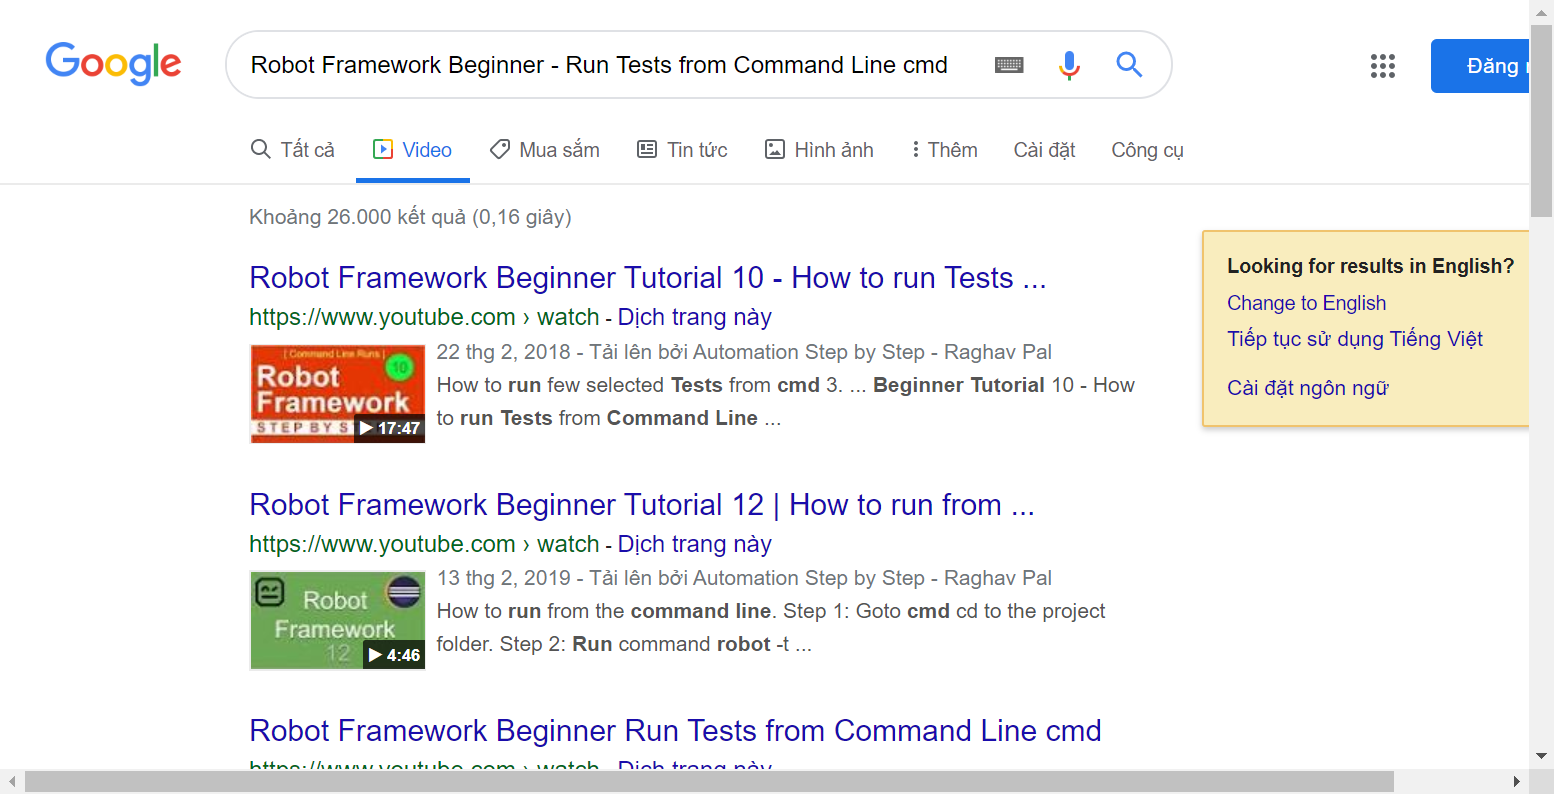 Google
Robot Framework Beginner - Run Tests from Command Line cmd
Đăng
Tất cả
Video
Mua sắm
Tin tức
Hình ảnh
Thêm
Cài đặt
Công cụ
Khoảng 26.000 kết quả (0,16 giây)
Looking for results in English?
Change to English
Tiếp tục sử dụng Tiếng Việt
Cài đặt ngôn ngữ
Robot Framework Beginner Tutorial 10 - How to run Tests ...
https://www.youtube.com › watch - Dịch trang này
[ Command Line Runs ]
10
Robot
Framework
STEP BY S
17:47
22 thg 2, 2018 - Tải lên bởi Automation Step by Step - Raghav Pal
How to run few selected Tests from cmd 3. ... Beginner Tutorial 10 - How
to run Tests from Command Line ...
Robot Framework Beginner Tutorial 12 | How to run from ...
https://www.youtube.com › watch - Dịch trang này
Robot
Framework
12
4:46
13 thg 2, 2019 - Tải lên bởi Automation Step by Step - Raghav Pal
How to run from the command line. Step 1: Goto cmd cd to the project
folder. Step 2: Run command robot -t ...
Robot Framework Beginner Run Tests from Command Line cmd
https://www.youtube.com › watch - Dịch trang này